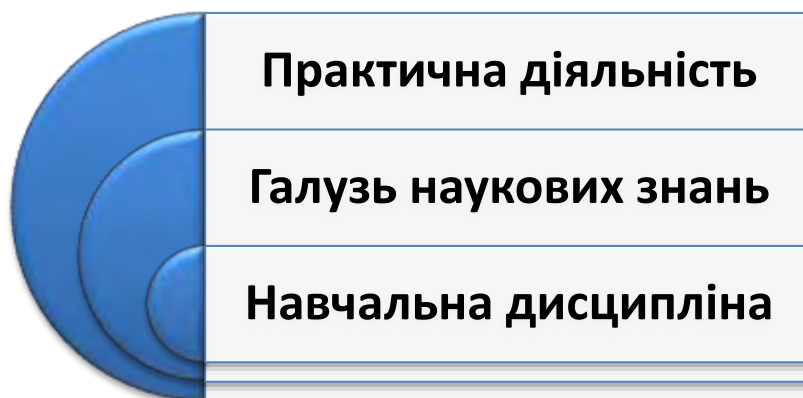 Практична діяльність
Галузь наукових знань
Навчальна дисципліна